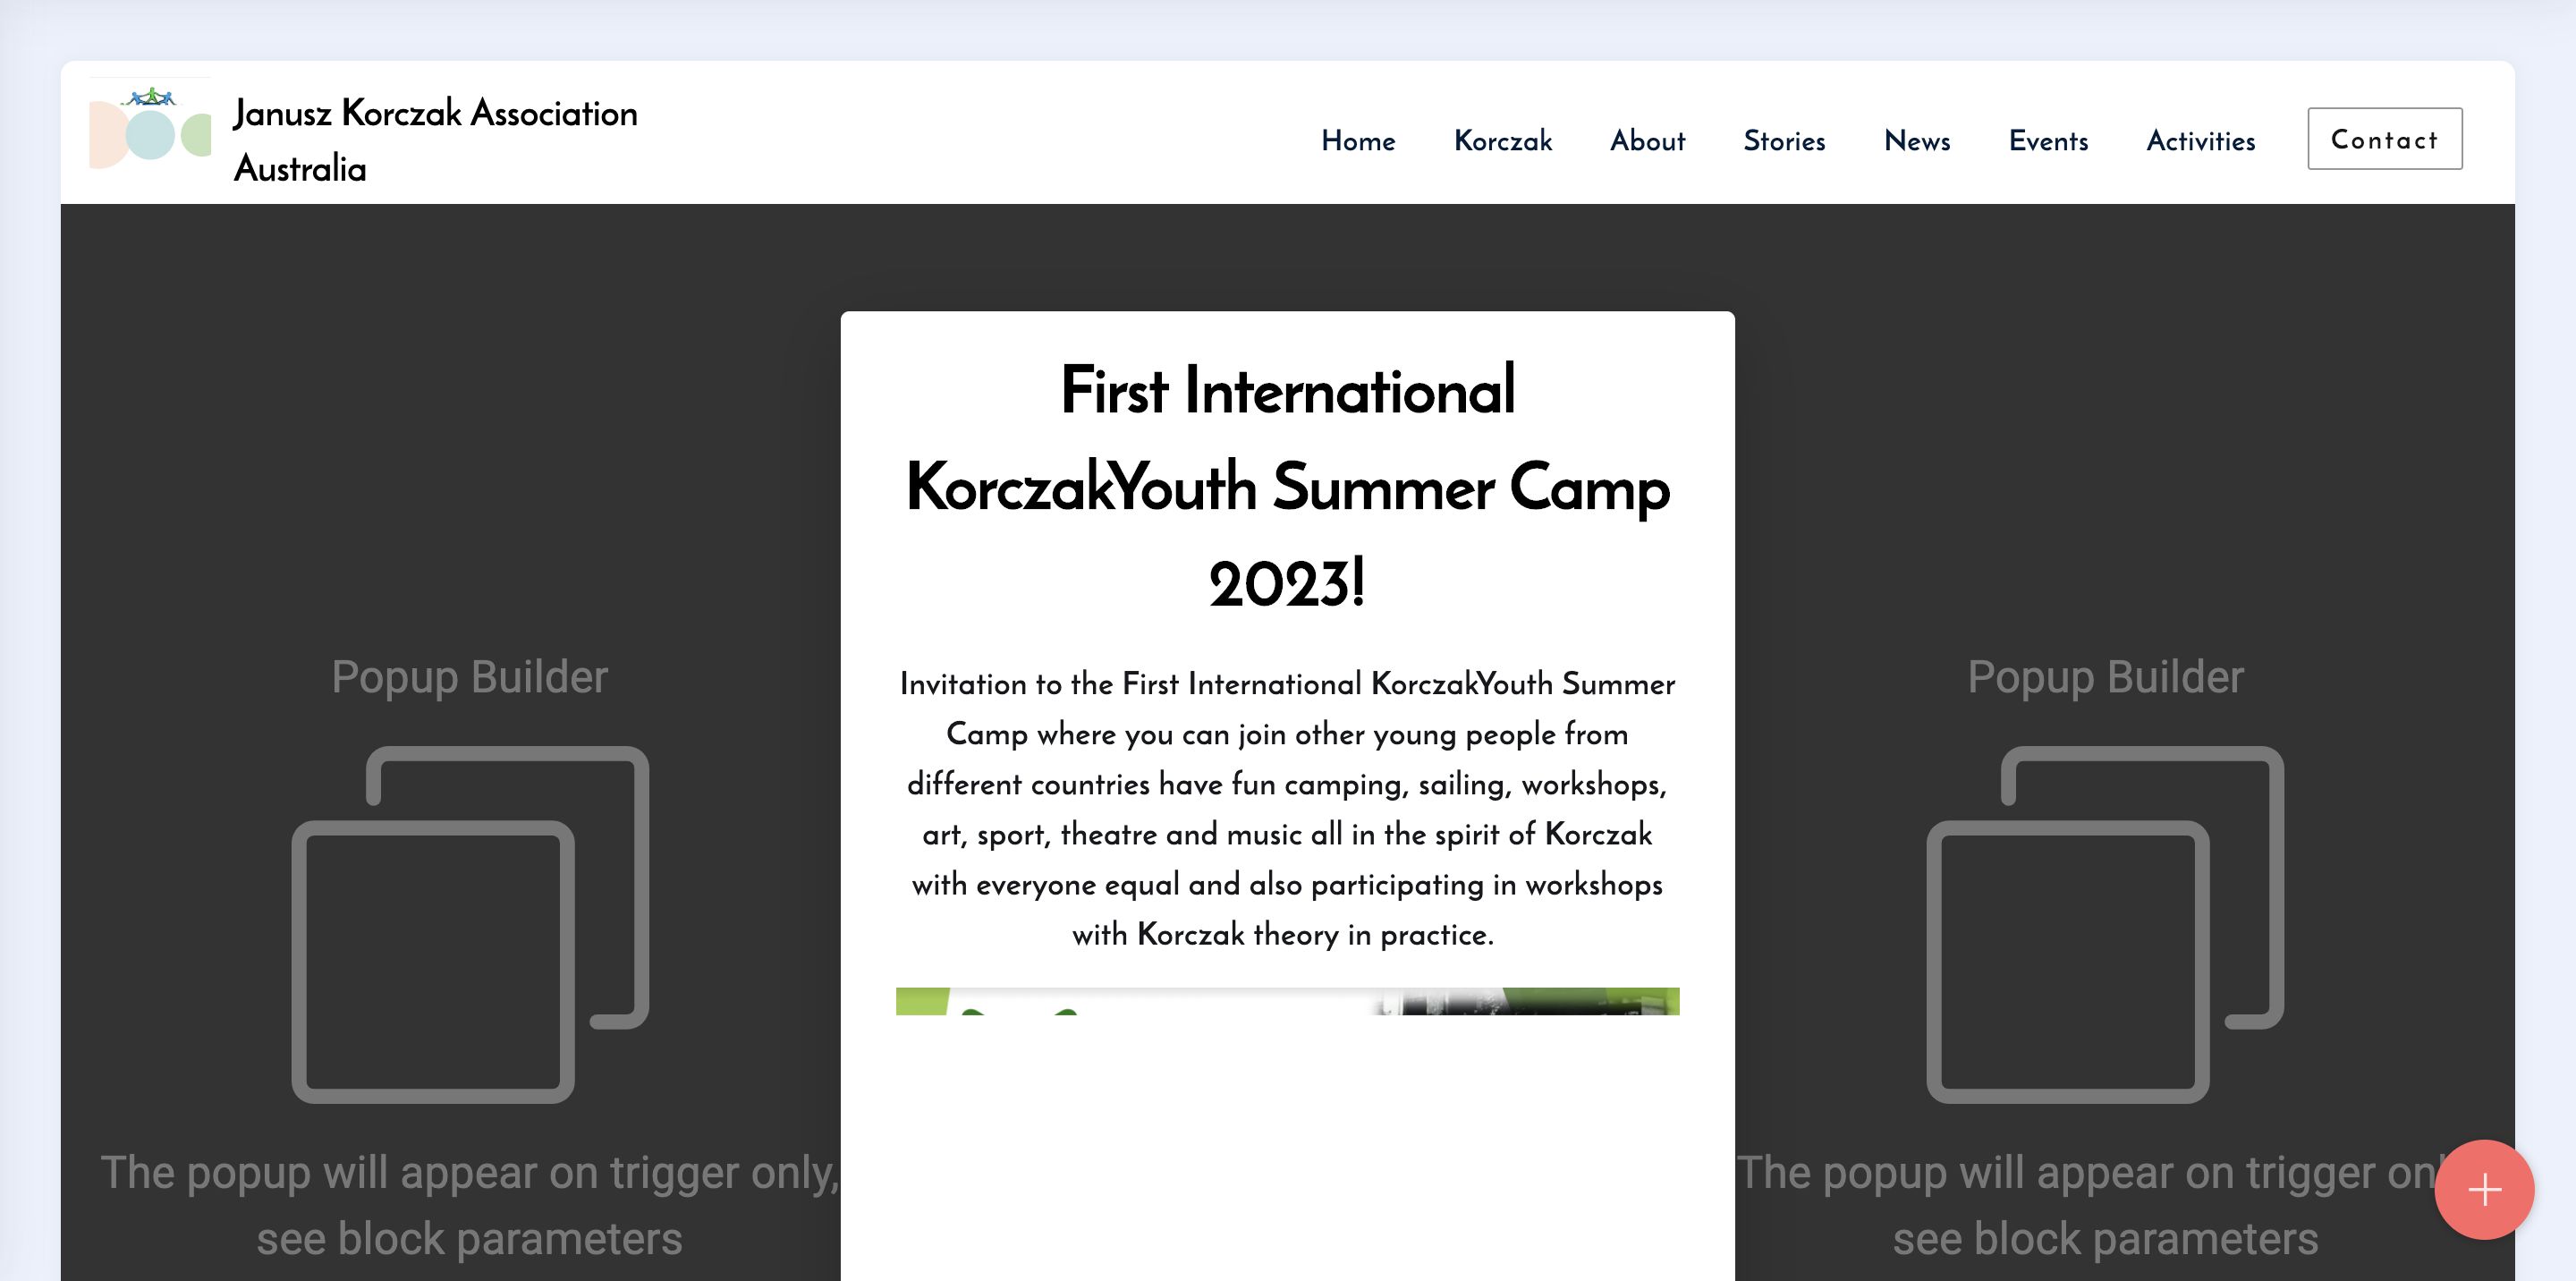 Janusz Korczak Association
Australia
Home Korczak About Stories News Events Activities Contact
First International
KorczakYouth Summer Camp
2023!
Invitation to the First International KorczakYouth Summer
Camp where you can join other young people from
different countries have fun camping, sailing, workshops,
art, sport, theatre and music all in the spirit of Korczak
with everyone equal and also participating in workshops
with Korczak theory in practice.
Popup Builder
The popup will appear on trigger only,
see block parameters
Popup Builder
The popup will appear on trigger
see block parameters